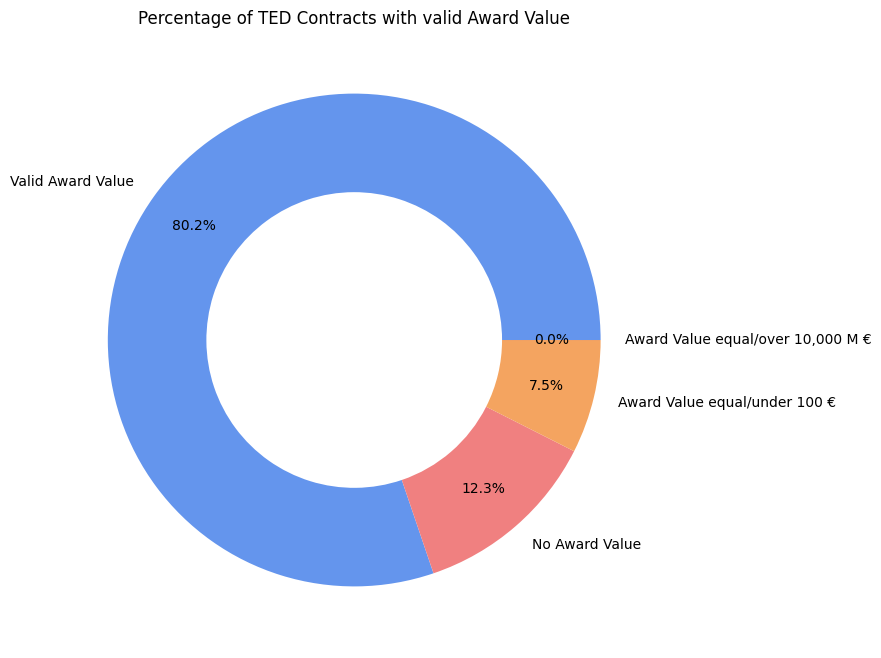 Percentage of TED Contracts with valid Award Value
Valid Award Value
80.2%
0.0%
Award Value equal/over 10,000 M €
7.5%
Award Value equal/under 100 €
12.3%
No Award Value